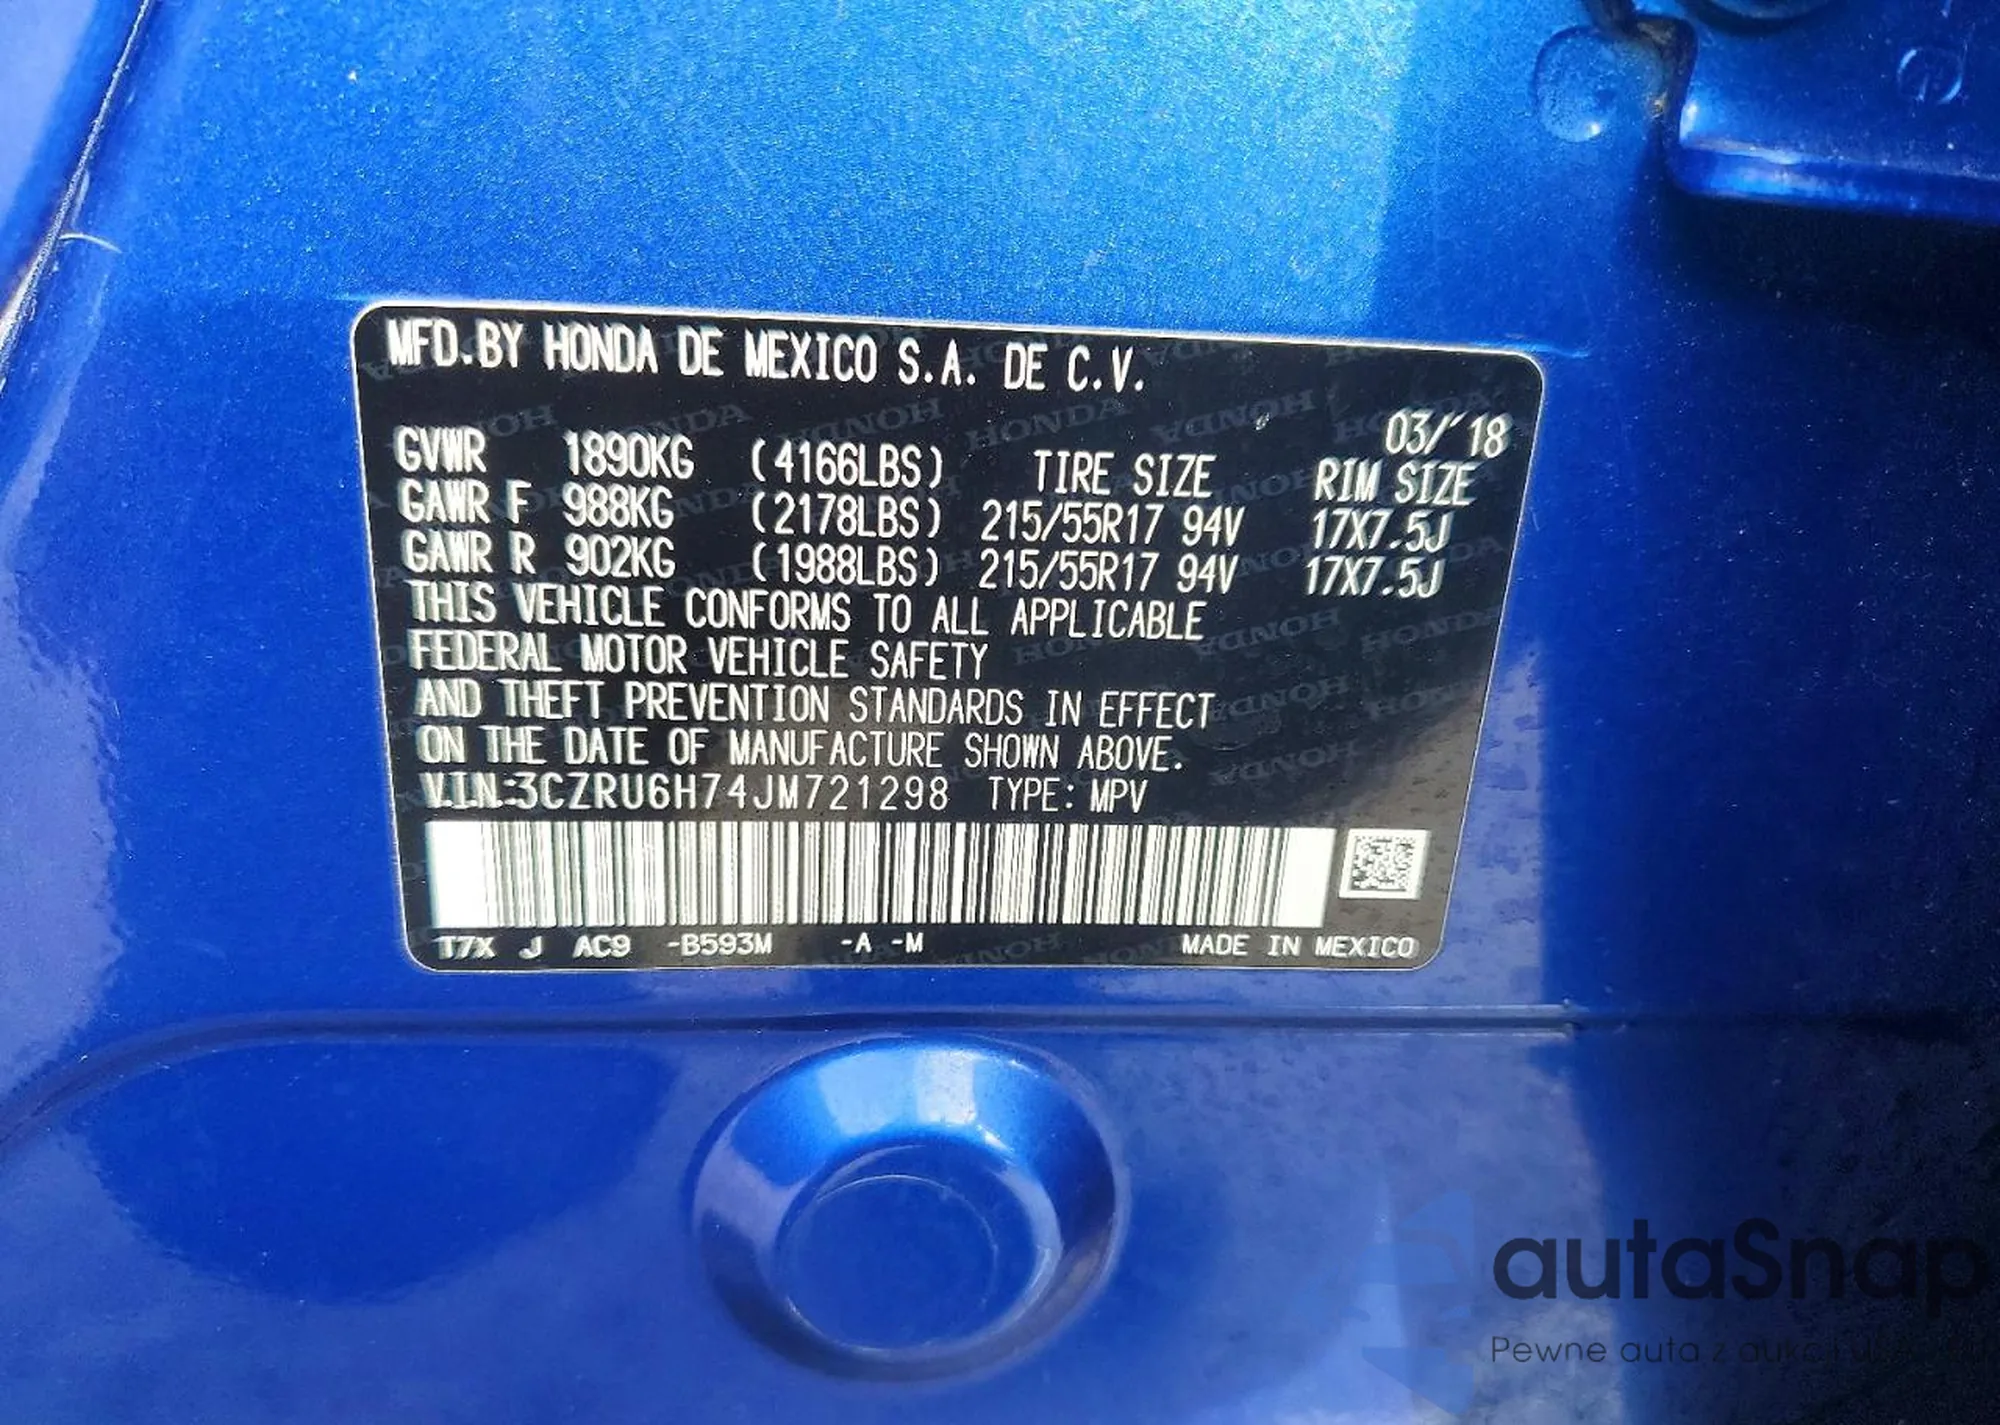 MFD.BY HONDA DE MEXICO S.A. DE C.V.
03/'18
GVWR 1890KG (4166LBS) TIRE SIZE RIM SIZE
GAWR F 988KG (2178LBS) 215/55R17 94V 17X7.5J
GAWR R 902KG (1988LBS) 215/55R17 94V 17X7.5J
THIS VEHICLE CONFORMS TO ALL APPLICABLE
FEDERAL MOTOR VEHICLE SAFETY
AND THEFT PREVENTION STANDARDS IN EFFECT
ON THE DATE OF MANUFACTURE SHOWN ABOVE.
V.I.N.:3CZRU6H74JM721298 TYPE: MPV
T7X J AC9 -B593M -A -M MADE IN MEXICO
autaSnap
Pewne auta z